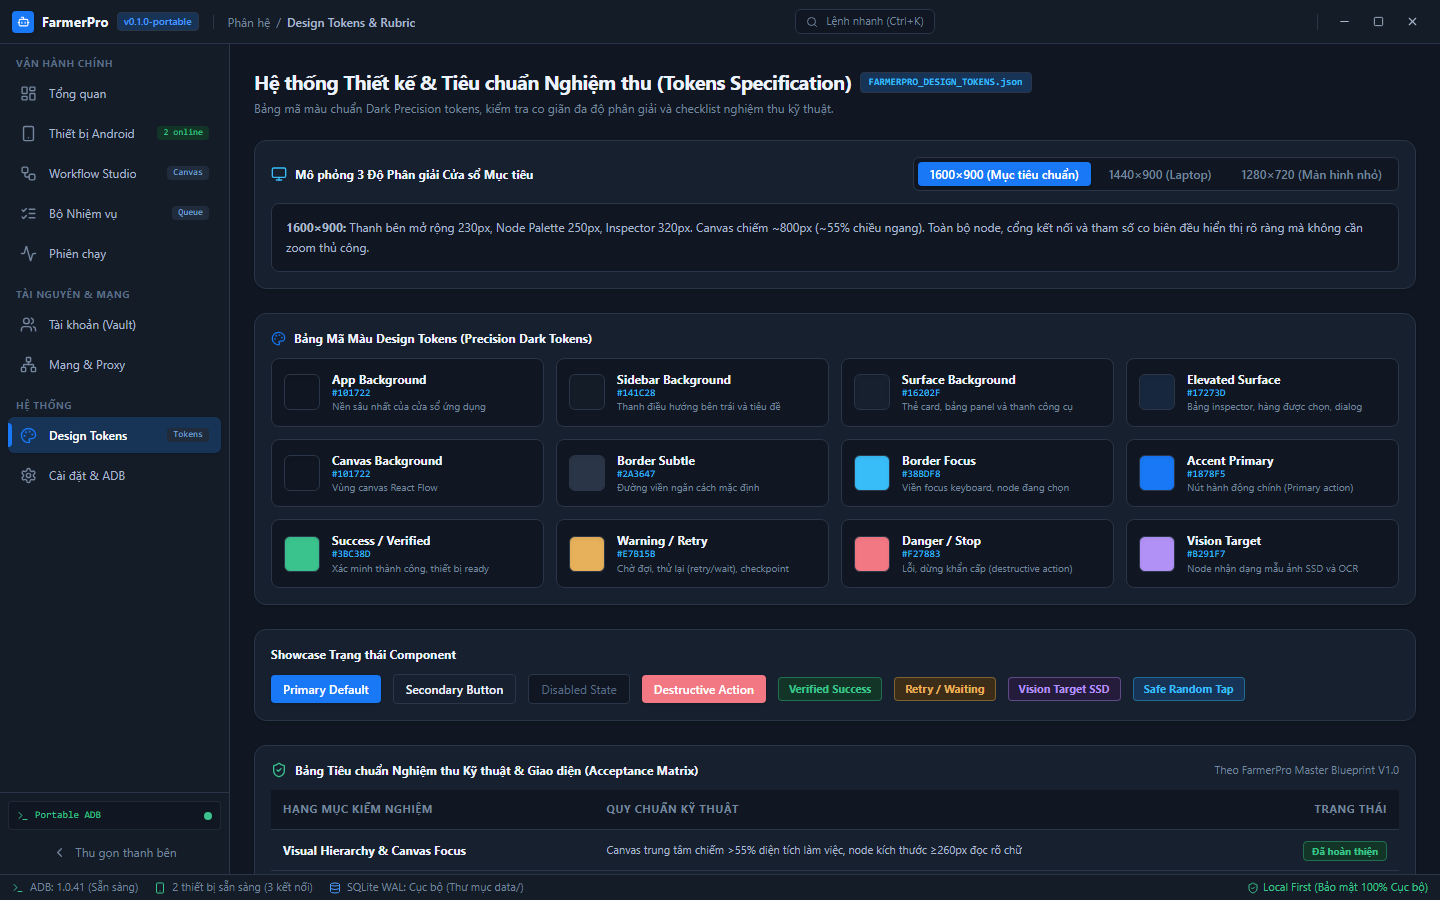 FarmerPro v0.1.0-portable Phân hệ / Design Tokens & Rubric Lệnh nhanh (Ctrl+K)
VẬN HÀNH CHÍNH
Tổng quan
Thiết bị Android 2 online
Workflow Studio Canvas
Bộ Nhiệm vụ Queue
Phiên chạy
TÀI NGUYÊN & MẠNG
Tài khoản (Vault)
Mạng & Proxy
HỆ THỐNG
Design Tokens Tokens
Cài đặt & ADB
>_ Portable ADB
Thu gọn thanh bên
Hệ thống Thiết kế & Tiêu chuẩn Nghiệm thu (Tokens Specification) FARMERPRO_DESIGN_TOKENS.json
Bảng mã màu chuẩn Dark Precision tokens, kiểm tra co giãn đa độ phân giải và checklist nghiệm thu kỹ thuật.
Mô phỏng 3 Độ Phân giải Cửa sổ Mục tiêu
1600×900 (Mục tiêu chuẩn) 1440×900 (Laptop) 1280×720 (Màn hình nhỏ)
1600×900: Thanh bên mở rộng 230px, Node Palette 250px, Inspector 320px. Canvas chiếm ~800px (~55% chiều ngang). Toàn bộ node, cổng kết nối và tham số co biên đều hiển thị rõ ràng mà không cần
zoom thủ công.
Bảng Mã Màu Design Tokens (Precision Dark Tokens)
App Background
#101722
Nền sâu nhất của cửa sổ ứng dụng
Sidebar Background
#141C28
Thanh điều hướng bên trái và tiêu đề
Surface Background
#16202F
Thẻ card, bảng panel và thanh công cụ
Elevated Surface
#17273D
Bảng inspector, hàng được chọn, dialog
Canvas Background
#101722
Vùng canvas React Flow
Border Subtle
#2A3647
Đường viền ngăn cách mặc định
Border Focus
#38BDF8
Viền focus keyboard, node đang chọn
Accent Primary
#1878F5
Nút hành động chính (Primary action)
Success / Verified
#3BC38D
Xác minh thành công, thiết bị ready
Warning / Retry
#E7B15B
Chờ đợi, thử lại (retry/wait), checkpoint
Danger / Stop
#F27883
Lỗi, dừng khẩn cấp (destructive action)
Vision Target
#B291F7
Node nhận dạng mẫu ảnh SSD và OCR
Showcase Trạng thái Component
Primary Default Secondary Button Disabled State Destructive Action Verified Success Retry / Waiting Vision Target SSD Safe Random Tap
Bảng Tiêu chuẩn Nghiệm thu Kỹ thuật & Giao diện (Acceptance Matrix) Theo FarmerPro Master Blueprint V1.0
HẠNG MỤC KIỂM NGHIỆM QUY CHUẨN KỸ THUẬT TRẠNG THÁI
Visual Hierarchy & Canvas Focus Canvas trung tâm chiếm >55% diện tích làm việc, node kích thước ≥260px đọc rõ chữ Đã hoàn thiện
>_ ADB: 1.0.41 (Sẵn sàng) 2 thiết bị sẵn sàng (3 kết nối) SQLite WAL: Cục bộ (Thư mục data/) Local First (Bảo mật 100% Cục bộ)